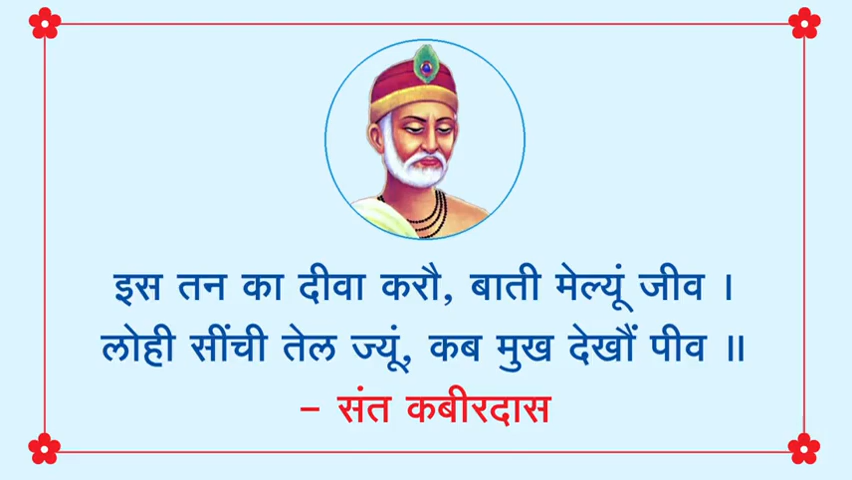 इस तन का दीवा करौ, बाती मेल्यूं जीव ।
लोही सींची तेल ज्यूं, कब मुख देखौं पीव ॥
– संत कबीरदास